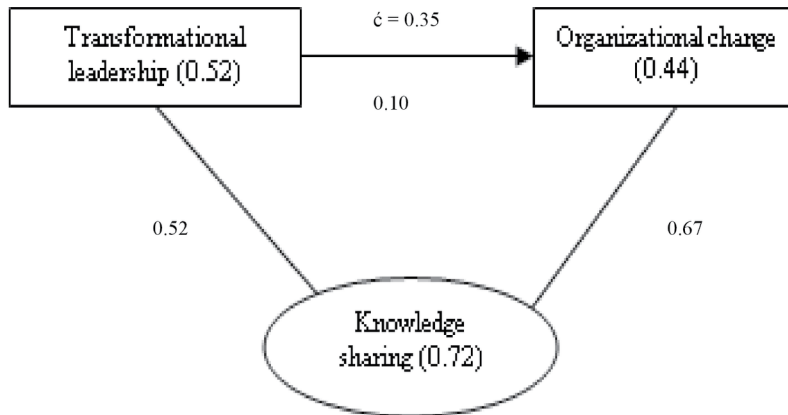 Transformational
leadership (0.52)
ć = 0.35
0.10
Organizational change
(0.44)
0.52
0.67
Knowledge
sharing (0.72)